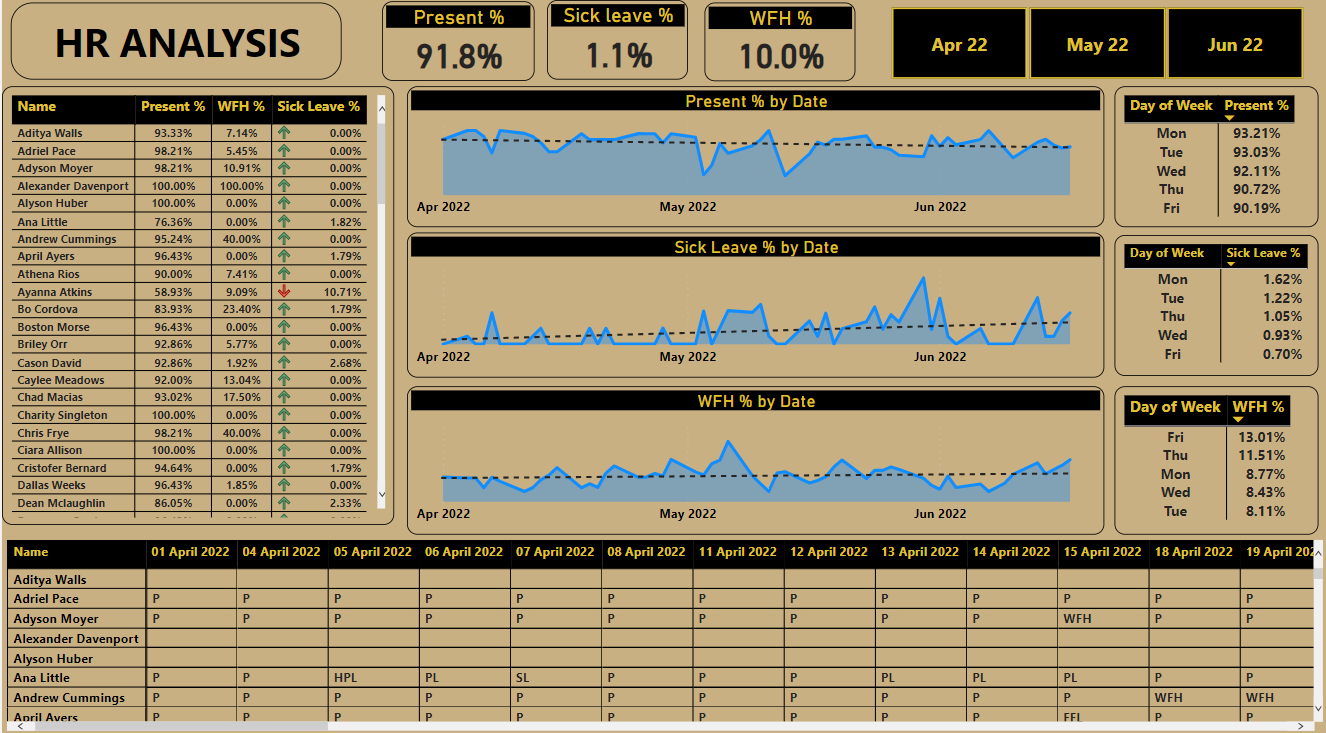 HR ANALYSIS
Present %
91.8%
Sick leave %
1.1%
WFH %
10.0%
Apr 22
May 22
Jun 22
Name Present % WFH % Sick Leave %
Aditya Walls 93.33% 7.14% 0.00%
Adriel Pace 98.21% 5.45% 0.00%
Adyson Moyer 98.21% 10.91% 0.00%
Alexander Davenport 100.00% 100.00% 0.00%
Alyson Huber 100.00% 0.00% 0.00%
Ana Little 76.36% 0.00% 1.82%
Andrew Cummings 95.24% 40.00% 0.00%
April Ayers 96.43% 0.00% 1.79%
Athena Rios 90.00% 7.41% 0.00%
Ayanna Atkins 58.93% 9.09% 10.71%
Bo Cordova 83.93% 23.40% 1.79%
Boston Morse 96.43% 0.00% 0.00%
Briley Orr 92.86% 5.77% 0.00%
Cason David 92.86% 1.92% 2.68%
Caylee Meadows 92.00% 13.04% 0.00%
Chad Macias 93.02% 17.50% 0.00%
Charity Singleton 100.00% 0.00% 0.00%
Chris Frye 98.21% 40.00% 0.00%
Ciara Allison 100.00% 0.00% 0.00%
Cristofer Bernard 94.64% 0.00% 1.79%
Dallas Weeks 96.43% 1.85% 0.00%
Dean Mclaughlin 86.05% 0.00% 2.33%
Present % by Date
Apr 2022 May 2022 Jun 2022
Day of Week Present %
Mon 93.21%
Tue 93.03%
Wed 92.11%
Thu 90.72%
Fri 90.19%
Sick Leave % by Date
Apr 2022 May 2022 Jun 2022
Day of Week Sick Leave %
Mon 1.62%
Tue 1.22%
Thu 1.05%
Wed 0.93%
Fri 0.70%
WFH % by Date
Apr 2022 May 2022 Jun 2022
Day of Week WFH %
Fri 13.01%
Thu 11.51%
Mon 8.77%
Wed 8.43%
Tue 8.11%
Name 01 April 2022 04 April 2022 05 April 2022 06 April 2022 07 April 2022 08 April 2022 11 April 2022 12 April 2022 13 April 2022 14 April 2022 15 April 2022 18 April 2022 19 April 202
Aditya Walls
Adriel Pace P P P P P P P P P P P P P
Adyson Moyer P P P P P P P P P P WFH P P
Alexander Davenport
Alyson Huber
Ana Little P P HPL PL SL P P P PL PL PL P P
Andrew Cummings P P P P P P P P P P P WFH WFH
April Ayers P P P P P P P P P P FFL P P